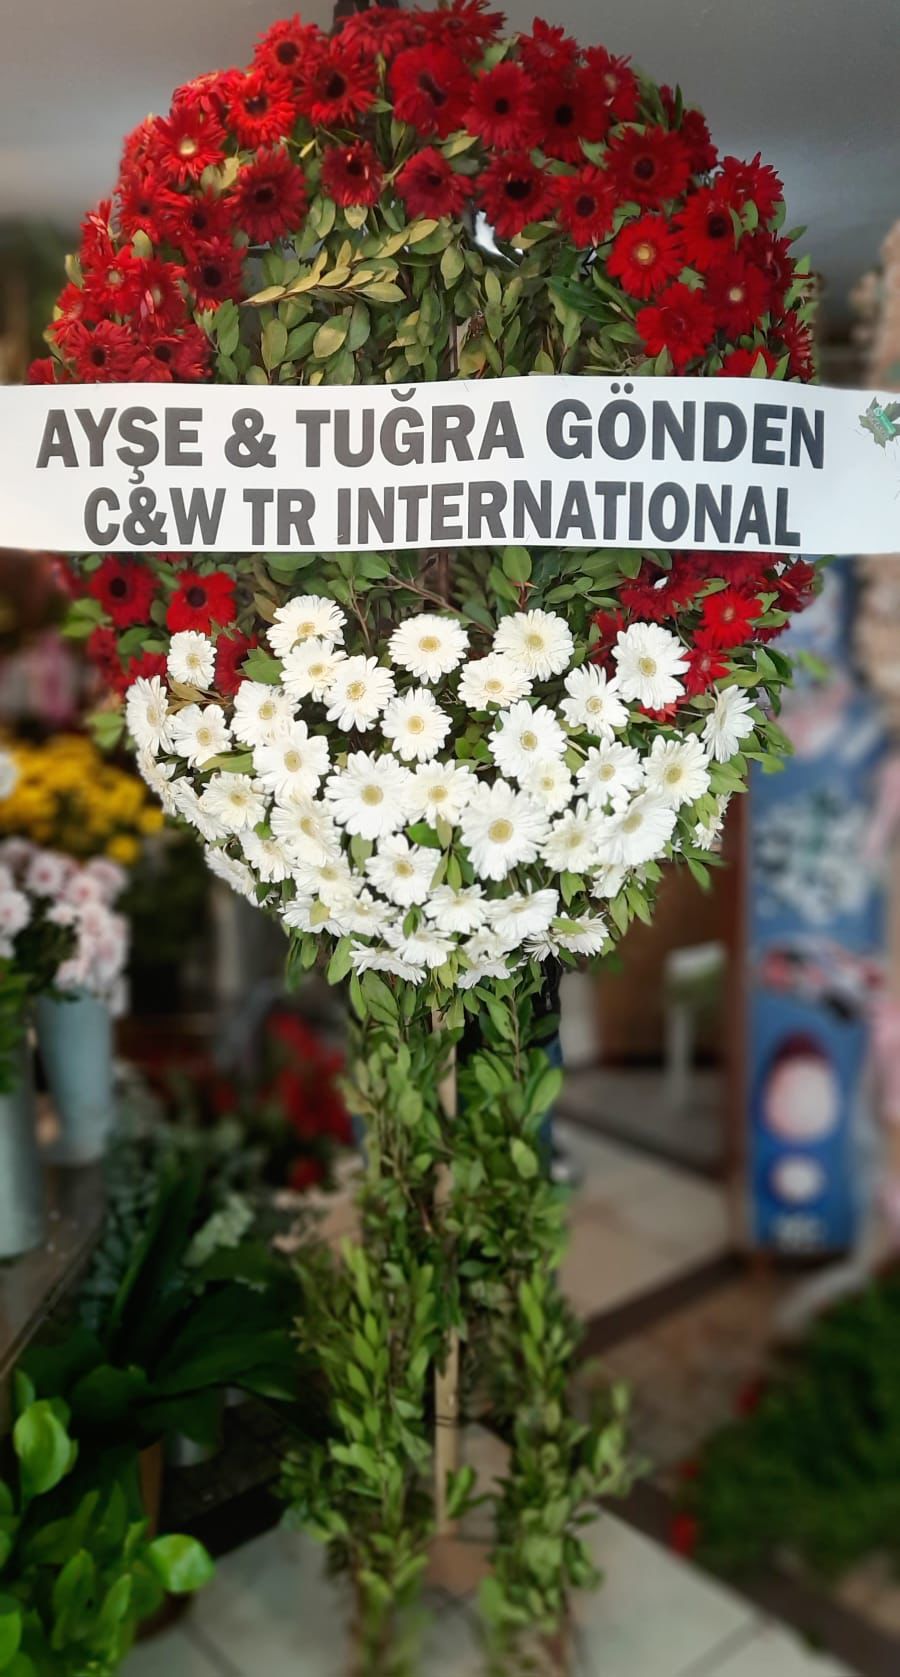 AYŞE & TUĞRA GÖNDEN
C&W TR INTERNATIONAL